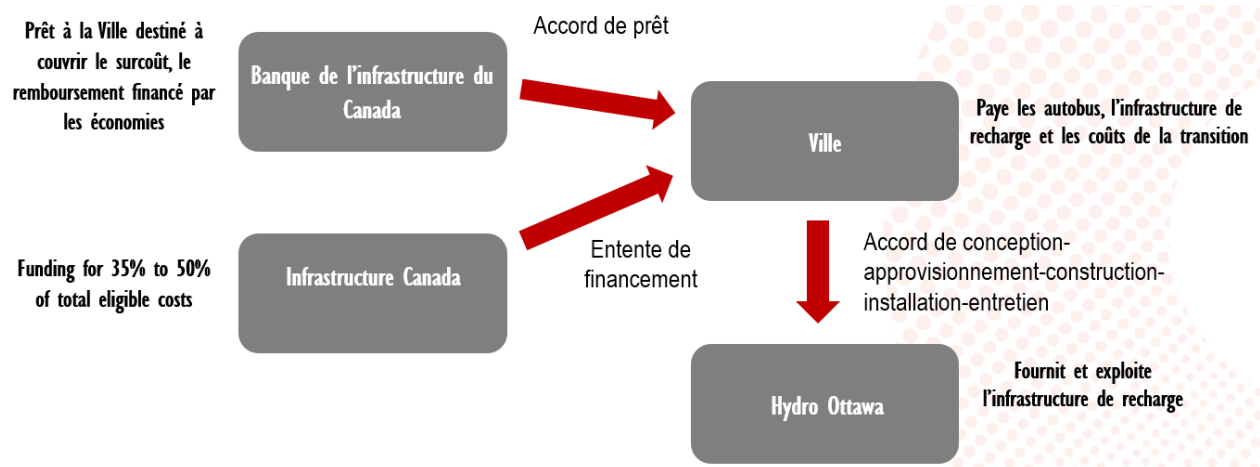 Prêt à la Ville destiné à
couvrir le surcoût, le
remboursement financé par
les économies
Banque de l'infrastructure du
Canada
Accord de prêt
Ville
Paye les autobus, l'infrastructure de
recharge et les coûts de la transition
Funding for 35% to 50%
of total eligible costs
Infrastructure Canada
Entente de
financement
Accord de conception-
approvisionnement-construction-
installation-entretien
Hydro Ottawa
Fournit et exploite
l'infrastructure de recharge